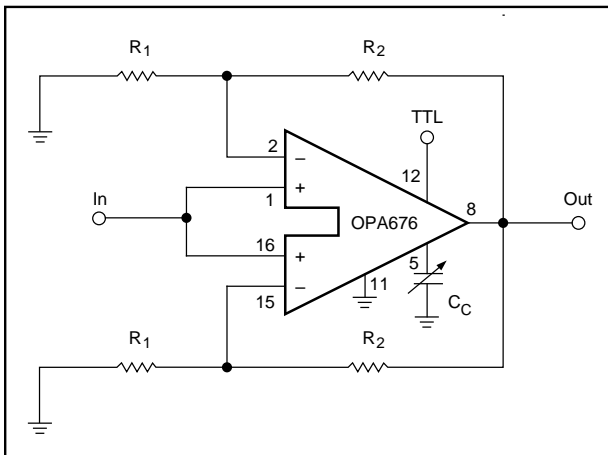 R1 R2
TTL
2 − 12
In + 8 Out
1 OPA676
16 + 5
− 11
15 CC
R1 R2